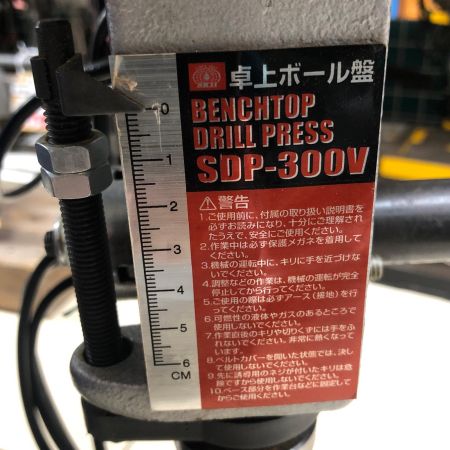 SK11
卓上ボール盤
BENCHTOP
DRILL PRESS
SDP-300V
0
1
2
3
4
5
6
CM
⚠警告
1.ご使用前に、付属の取り扱い説明書を
必ずお読みになり、十分にご理解され
たうえで、安全にご使用ください。
2.作業中は必ず保護メガネを着用して
ください。
3.機械の運転中に、キリに手を近づけな
いでください。
4.調整などの作業は、機械の運転が完全
停止してから行ってください。
5.ご使用の際は必ずアース(接地)を行
ってください。
6.可燃性の液体やガスのあるところで
使用しないでください。
7.作業直後のキリや切りくずには手をふ
れないでください。非常に熱くなって
います。
8.ベルトカバーを開いた状態では、決し
て使用しないでください。
9.先に誘導用のネジが付いたキリは危
険ですから使用しないでください。
10.ベース部分を作業台などに固定して
からご使用ください。